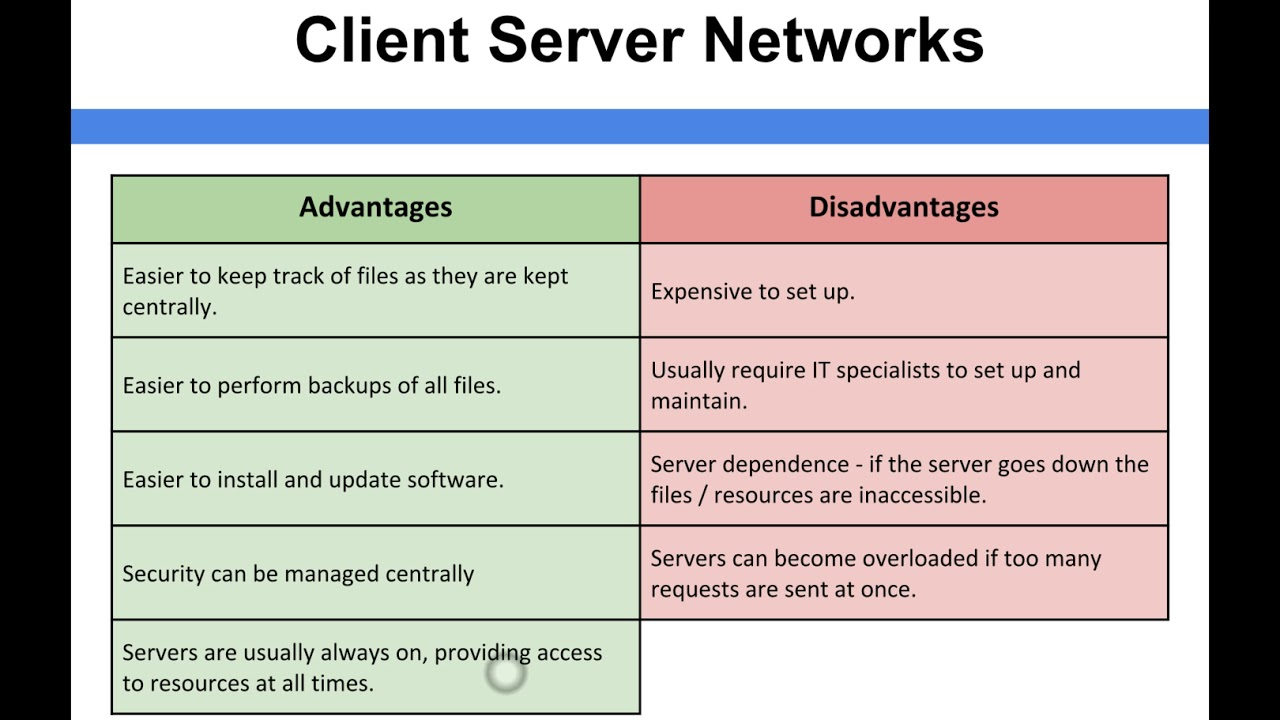 Client Server Networks
Advantages
Disadvantages
Easier to keep track of files as they are kept
centrally.
Expensive to set up.
Easier to perform backups of all files.
Usually require IT specialists to set up and
maintain.
Easier to install and update software.
Server dependence - if the server goes down the
files / resources are inaccessible.
Security can be managed centrally
Servers can become overloaded if too many
requests are sent at once.
Servers are usually always on, providing access
to resources at all times.